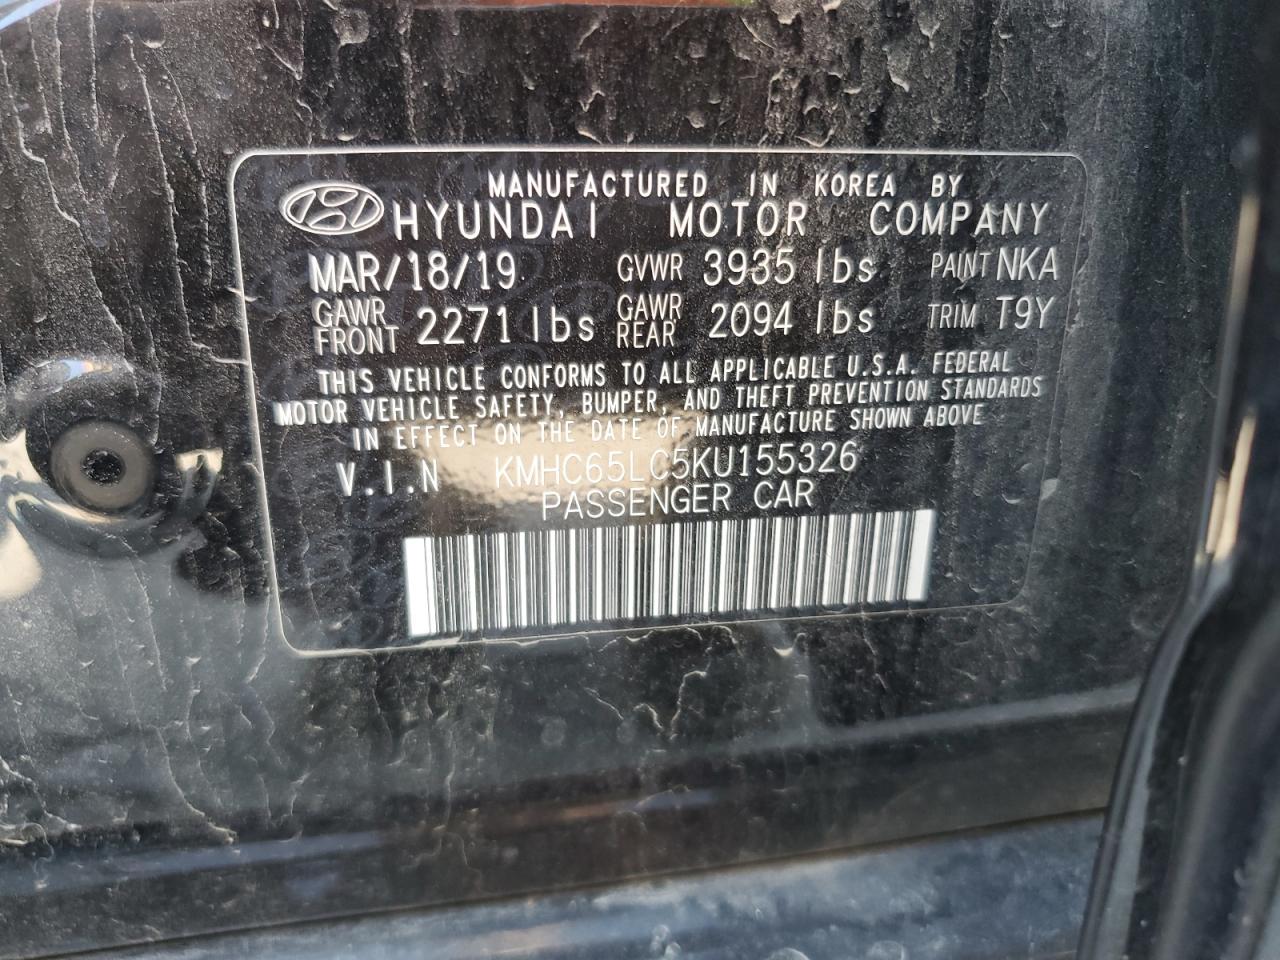 MANUFACTURED IN KOREA BY
HYUNDAI MOTOR COMPANY
MAR/18/19 GVWR 3935 lbs PAINT NKA
GAWR FRONT 2271 lbs GAWR REAR 2094 lbs TRIM T9Y
THIS VEHICLE CONFORMS TO ALL APPLICABLE U.S.A. FEDERAL
MOTOR VEHICLE SAFETY, BUMPER, AND THEFT PREVENTION STANDARDS
IN EFFECT ON THE DATE OF MANUFACTURE SHOWN ABOVE
V.I.N KMHC65LC5KU155326
PASSENGER CAR